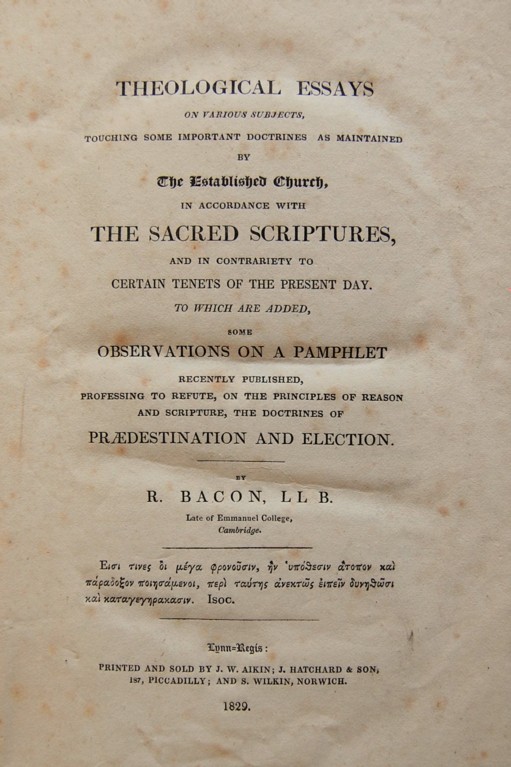 THEOLOGICAL ESSAYS
ON VARIOUS SUBJECTS,
TOUCHING SOME IMPORTANT DOCTRINES AS MAINTAINED
BY
The Established Church,
IN ACCORDANCE WITH
THE SACRED SCRIPTURES,
AND IN CONTRARIETY TO
CERTAIN TENETS OF THE PRESENT DAY.
TO WHICH ARE ADDED,
SOME
OBSERVATIONS ON A PAMPHLET
RECENTLY PUBLISHED,
PROFESSING TO REFUTE, ON THE PRINCIPLES OF REASON
AND SCRIPTURE, THE DOCTRINES OF
PRÆDESTINATION AND ELECTION.
BY
R. BACON, LL B.
Late of Emmanuel College,
Cambridge.
Εισι τινες δι μέγα φρονοῦσιν, ἢν ὑπόθεσιν ἄτοπον καὶ
πάραδοξον ποιησάμενοι, περὶ ταύτης ἀνεκτῶς ἐιπεῖν δυνηθῶσι
καὶ καταγεγηρακασιν. Isoc.
Lynn=Regis:
PRINTED AND SOLD BY J. W. AIKIN; J. HATCHARD & SON,
187, PICCADILLY; AND S. WILKIN, NORWICH.
1829.